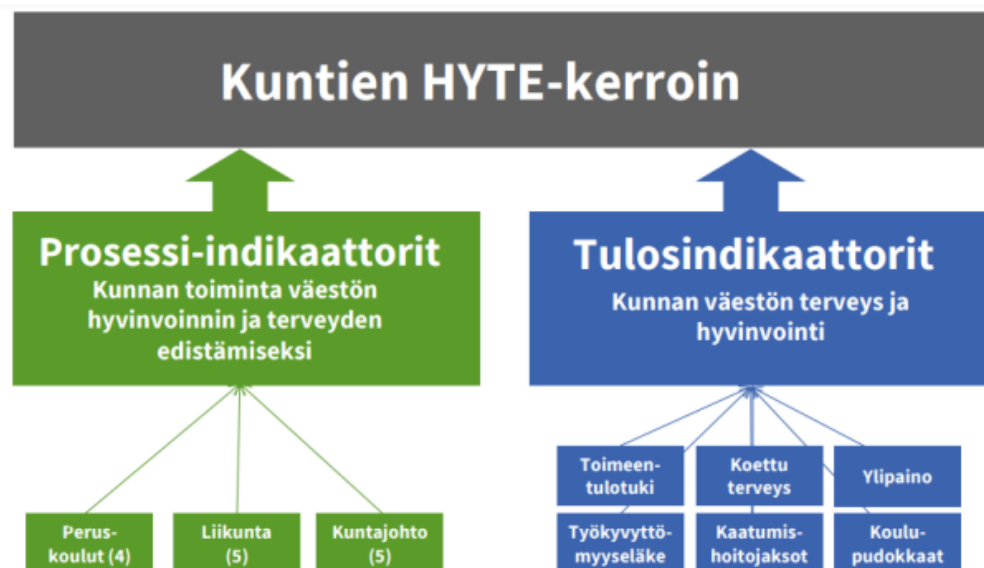 Kuntien HYTE-kerroin
Prosessi-indikaattorit
Kunnan toiminta väestön
hyvinvoinnin ja terveyden
edistämiseksi
Tulosindikaattorit
Kunnan väestön terveys ja
hyvinvointi
Perus-
koulut (4)
Liikunta
(5)
Kuntajohto
(5)
Toimeen-
tulotuki
Koettu
terveys
Ylipaino
Työkyvyttö-
myyseläke
Kaatumis-
hoitojaksot
Koulu-
pudokkaat